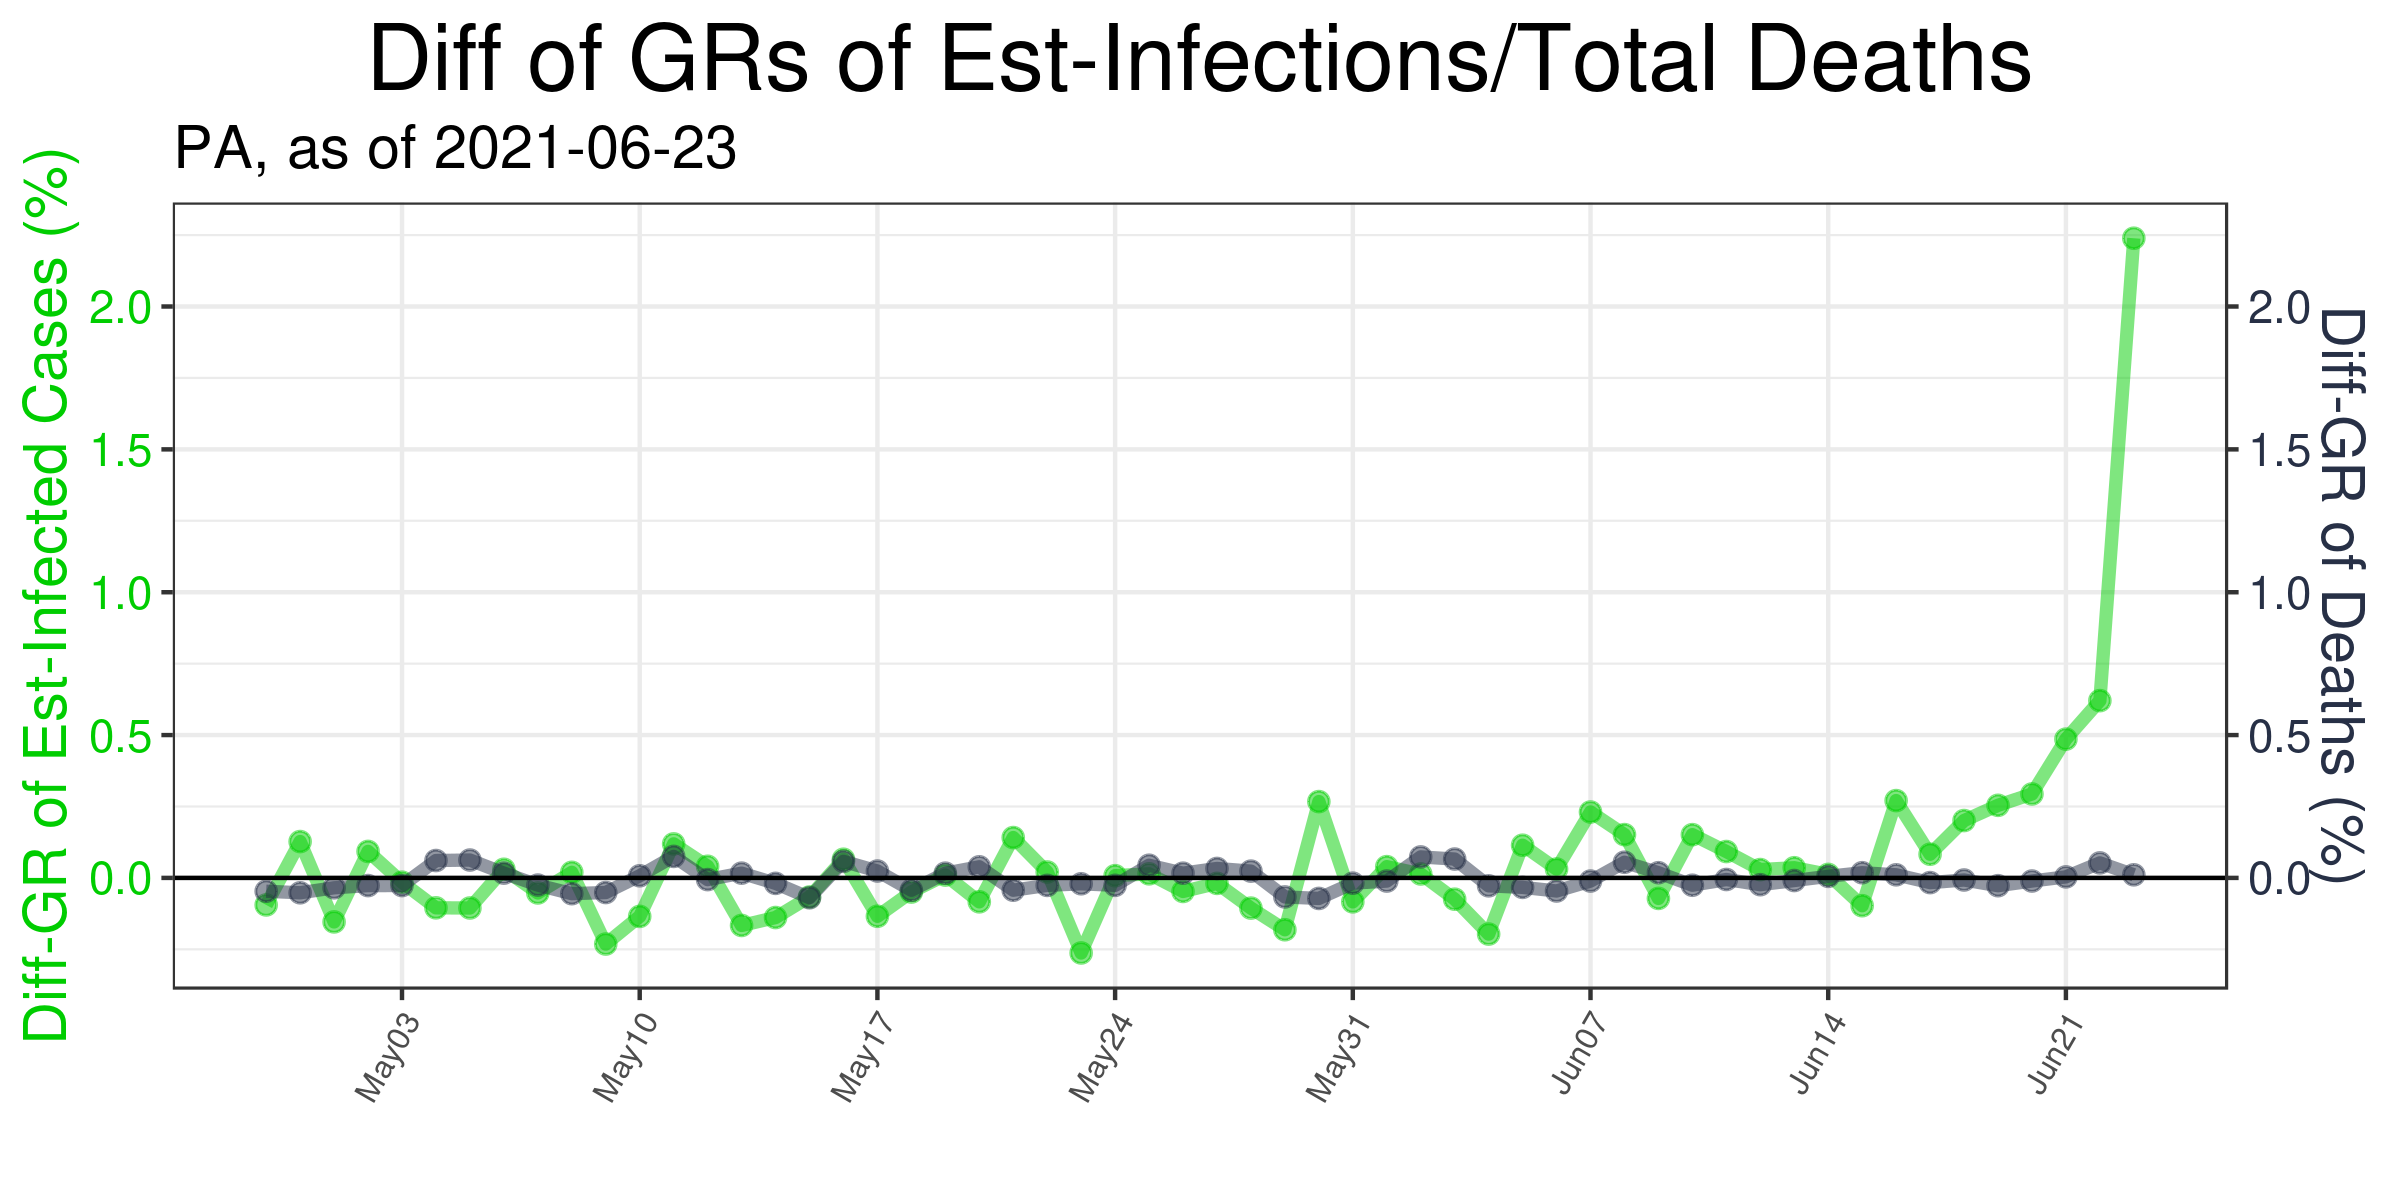 Diff of GRs of Est-Infections/Total Deaths
PA, as of 2021-06-23
Diff-GR of Est-Infected Cases (%)
2.0
1.5
1.0
0.5
0.0
2.0
1.5
1.0
0.5
0.0
Diff-GR of Deaths (%)
May03
May10
May17
May24
May31
Jun07
Jun14
Jun21